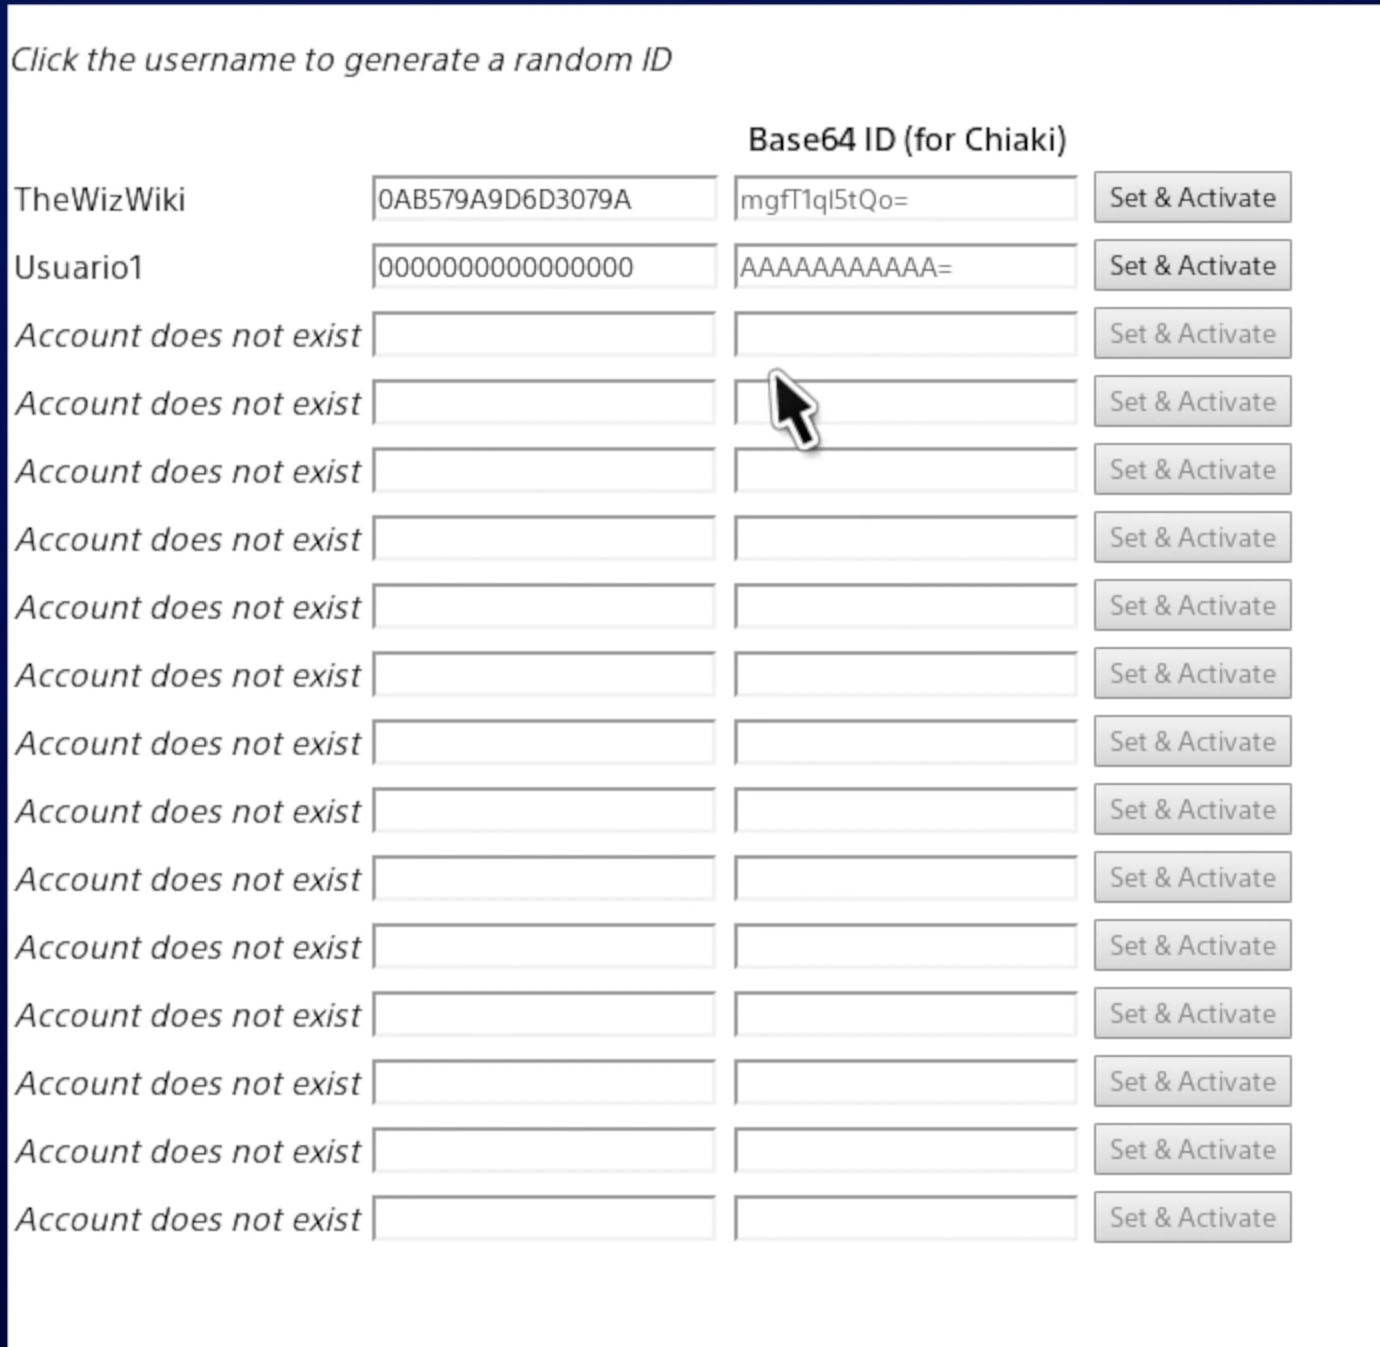 Click the username to generate a random ID
Base64 ID (for Chiaki)
TheWizWiki 0AB579A9D6D3079A mgfT1ql5tQo= Set & Activate
Usuario1 0000000000000000 AAAAAAAAAAA= Set & Activate
Account does not exist Set & Activate
Account does not exist Set & Activate
Account does not exist Set & Activate
Account does not exist Set & Activate
Account does not exist Set & Activate
Account does not exist Set & Activate
Account does not exist Set & Activate
Account does not exist Set & Activate
Account does not exist Set & Activate
Account does not exist Set & Activate
Account does not exist Set & Activate
Account does not exist Set & Activate
Account does not exist Set & Activate
Account does not exist Set & Activate